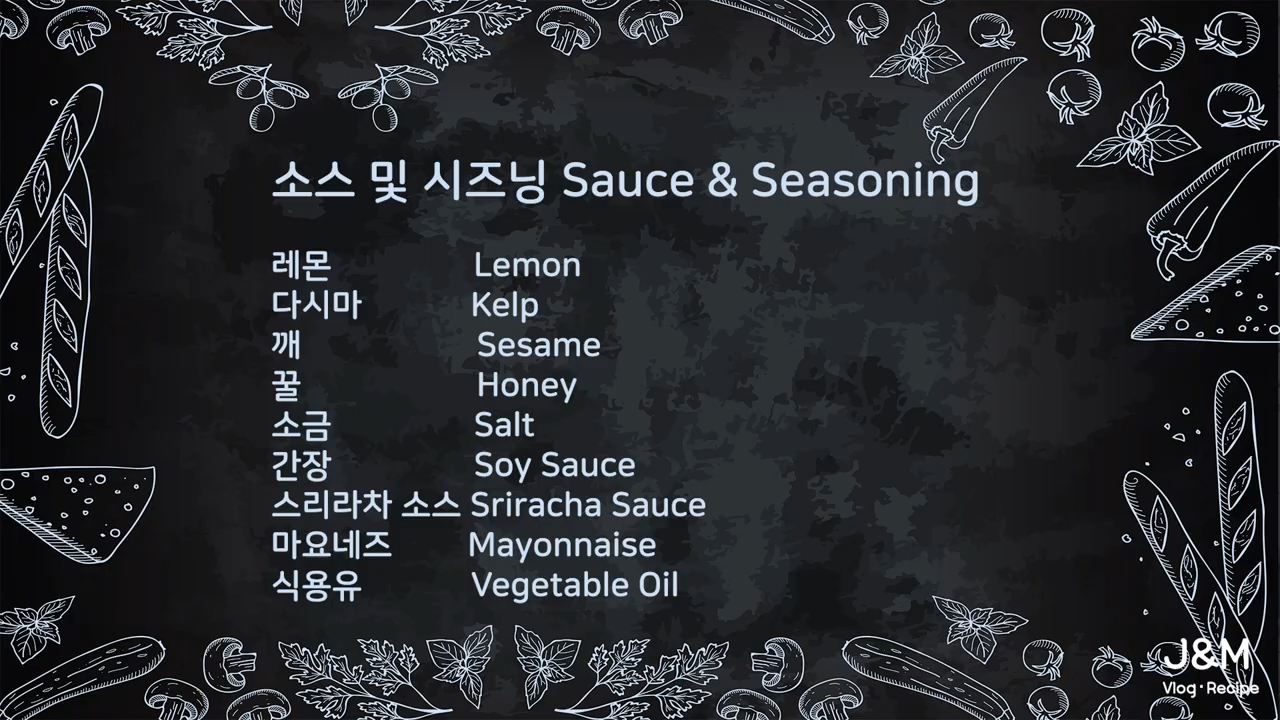 소스 및 시즈닝 Sauce & Seasoning
레몬 Lemon
다시마 Kelp
깨 Sesame
꿀 Honey
소금 Salt
간장 Soy Sauce
스리라차 소스 Sriracha Sauce
마요네즈 Mayonnaise
식용유 Vegetable Oil
J&M
Vlog · Recipe